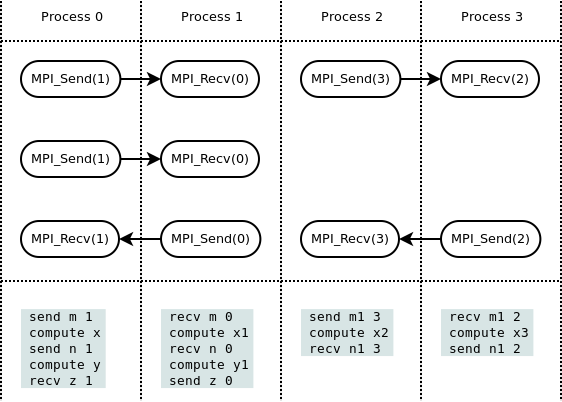 Process 0 Process 1 Process 2 Process 3
MPI_Send(1) MPI_Recv(0) MPI_Send(3) MPI_Recv(2)
MPI_Send(1) MPI_Recv(0)
MPI_Recv(1) MPI_Send(0) MPI_Recv(3) MPI_Send(2)
send m 1
compute x
send n 1
compute y
recv z 1
recv m 0
compute x1
recv n 0
compute y1
send z 0
send m1 3
compute x2
recv n1 3
recv m1 2
compute x3
send n1 2